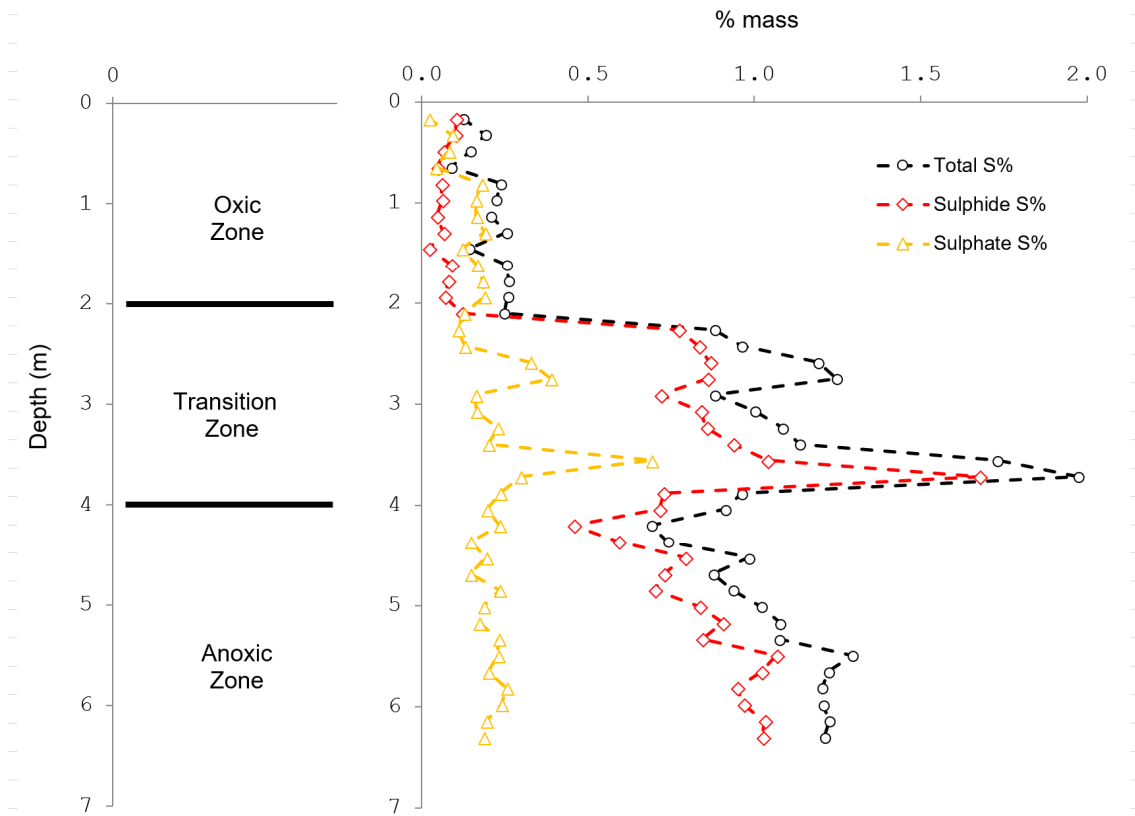 % mass
0
0.0 0.5 1.0 1.5 2.0
0
0
Total S%
1
Oxic
Zone
1
Sulphide S%
Sulphate S%
2
2
Depth (m)
3
Transition
Zone
3
4
4
5
5
Anoxic
Zone
6
6
7
7